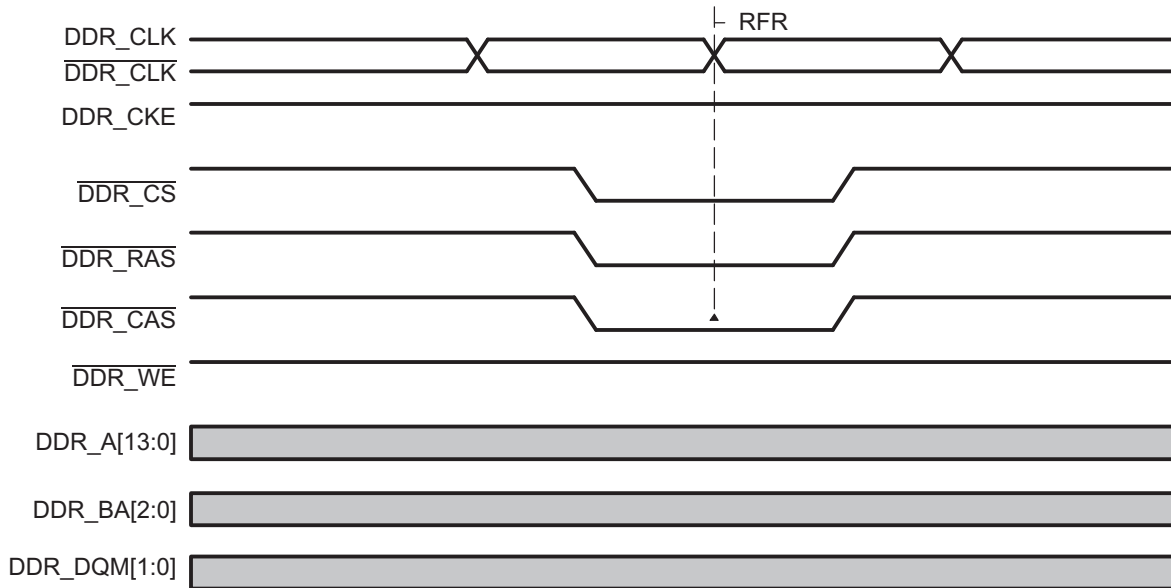 RFR
DDR_CLK
DDR_CLK
DDR_CKE
DDR_CS
DDR_RAS
DDR_CAS
DDR_WE
DDR_A[13:0]
DDR_BA[2:0]
DDR_DQM[1:0]